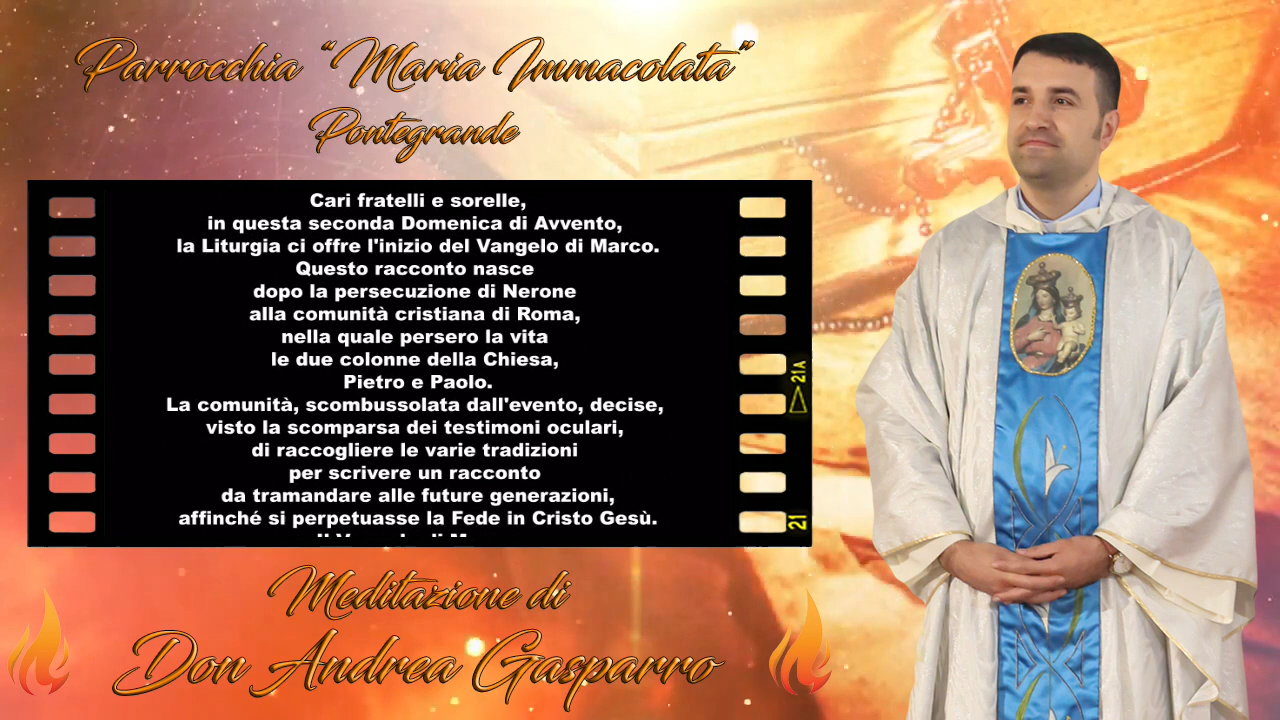 Parrocchia “Maria Immacolata”
Pontegrande
Cari fratelli e sorelle,
in questa seconda Domenica di Avvento,
la Liturgia ci offre l'inizio del Vangelo di Marco.
Questo racconto nasce
dopo la persecuzione di Nerone
alla comunità cristiana di Roma,
nella quale persero la vita
le due colonne della Chiesa,
Pietro e Paolo.
La comunità, scombussolata dall'evento, decise,
visto la scomparsa dei testimoni oculari,
di raccogliere le varie tradizioni
per scrivere un racconto
da tramandare alle future generazioni,
affinché si perpetuasse la Fede in Cristo Gesù.
21A
21
Meditazione di
Don Andrea Gasparro